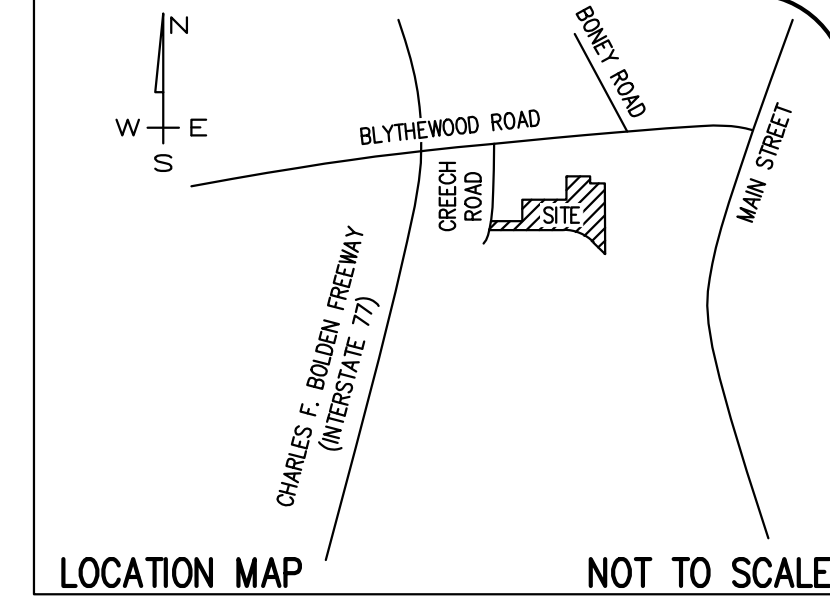 N
W E
S
BONEY ROAD
BLYTHEWOOD ROAD
MAIN STREET
CREECH
ROAD
SITE
CHARLES F. BOLDEN FREEWAY
(INTERSTATE 77)
LOCATION MAP
NOT TO SCALE